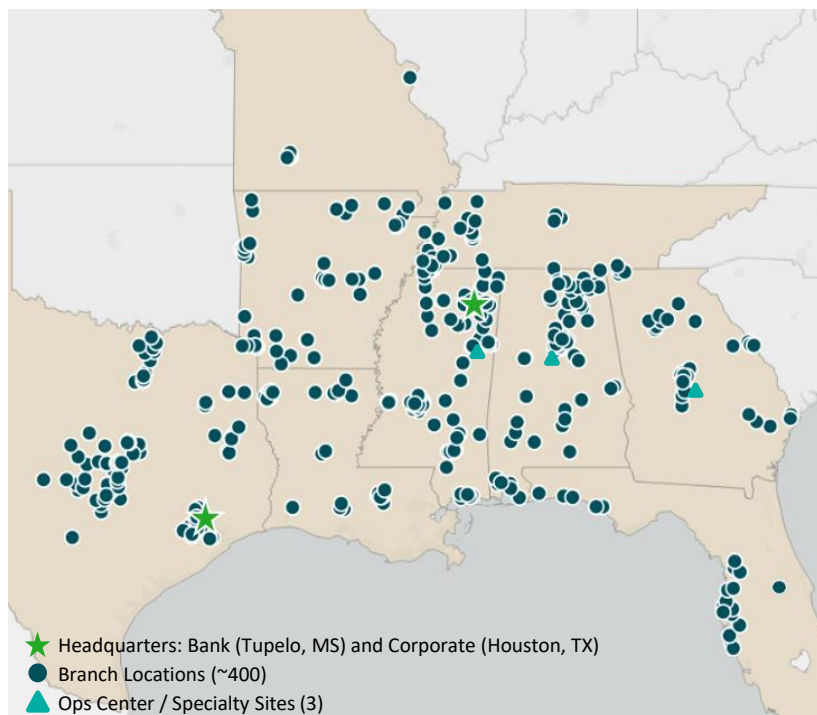 Headquarters: Bank (Tupelo, MS) and Corporate (Houston, TX)
Branch Locations (~400)
Ops Center / Specialty Sites (3)